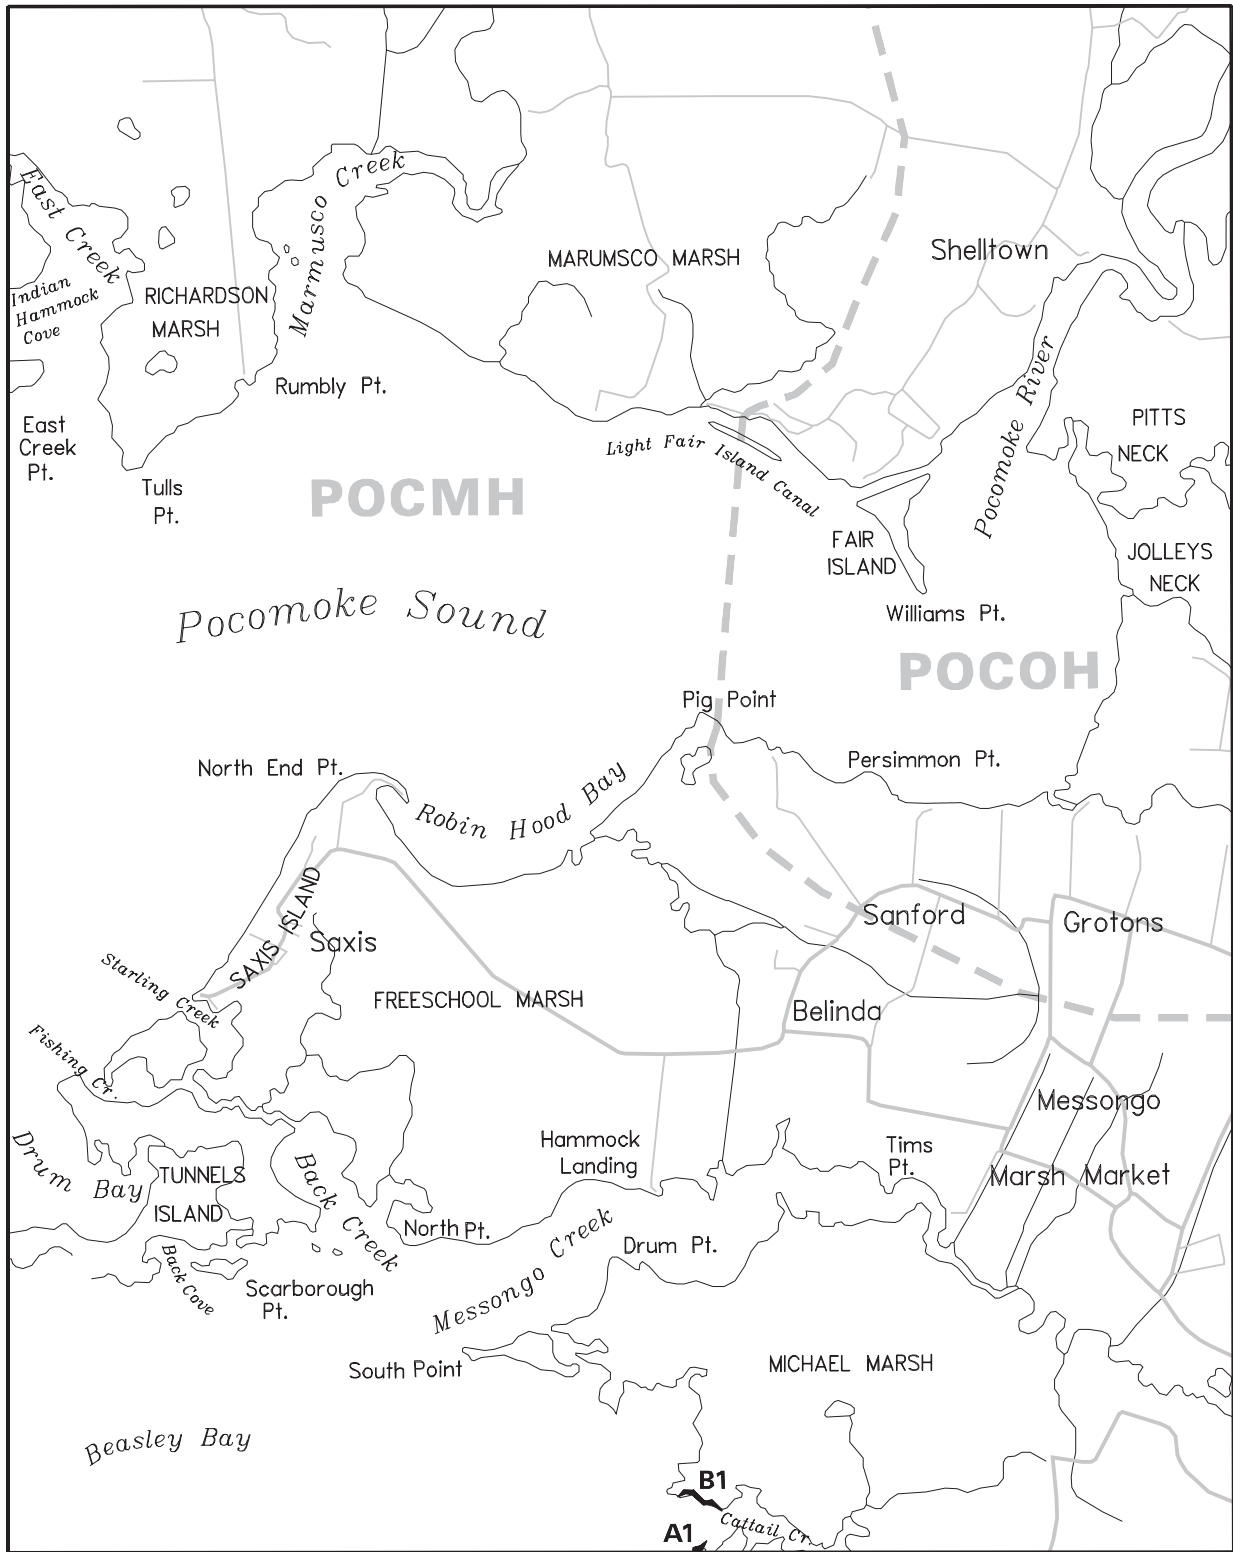 East Creek
Marmusco Creek
MARUMSCO MARSH
Shelltown
Indian
Hammock
Cove
RICHARDSON
MARSH
Rumbly Pt.
Pocomoke River
East
Creek
Pt.
Tulls
Pt.
PITTS
NECK
Light Fair Island Canal
POCMH
FAIR
ISLAND
JOLLEYS
NECK
Pocomoke Sound
Williams Pt.
POCOH
Pig Point
North End Pt.
Persimmon Pt.
Robin Hood Bay
SAXIS ISLAND
Saxis
Sanford
Grotons
Starling Creek
FREESCHOOL MARSH
Belinda
Fishing Cr.
Messongo
Drum Bay
TUNNELS
ISLAND
Back Creek
Hammock
Landing
Tims
Pt.
Marsh Market
North Pt.
Messongo Creek
Drum Pt.
Back Cove
Scarborough
Pt.
South Point
MICHAEL MARSH
Beasley Bay
B1
Cattail Cr.
A1